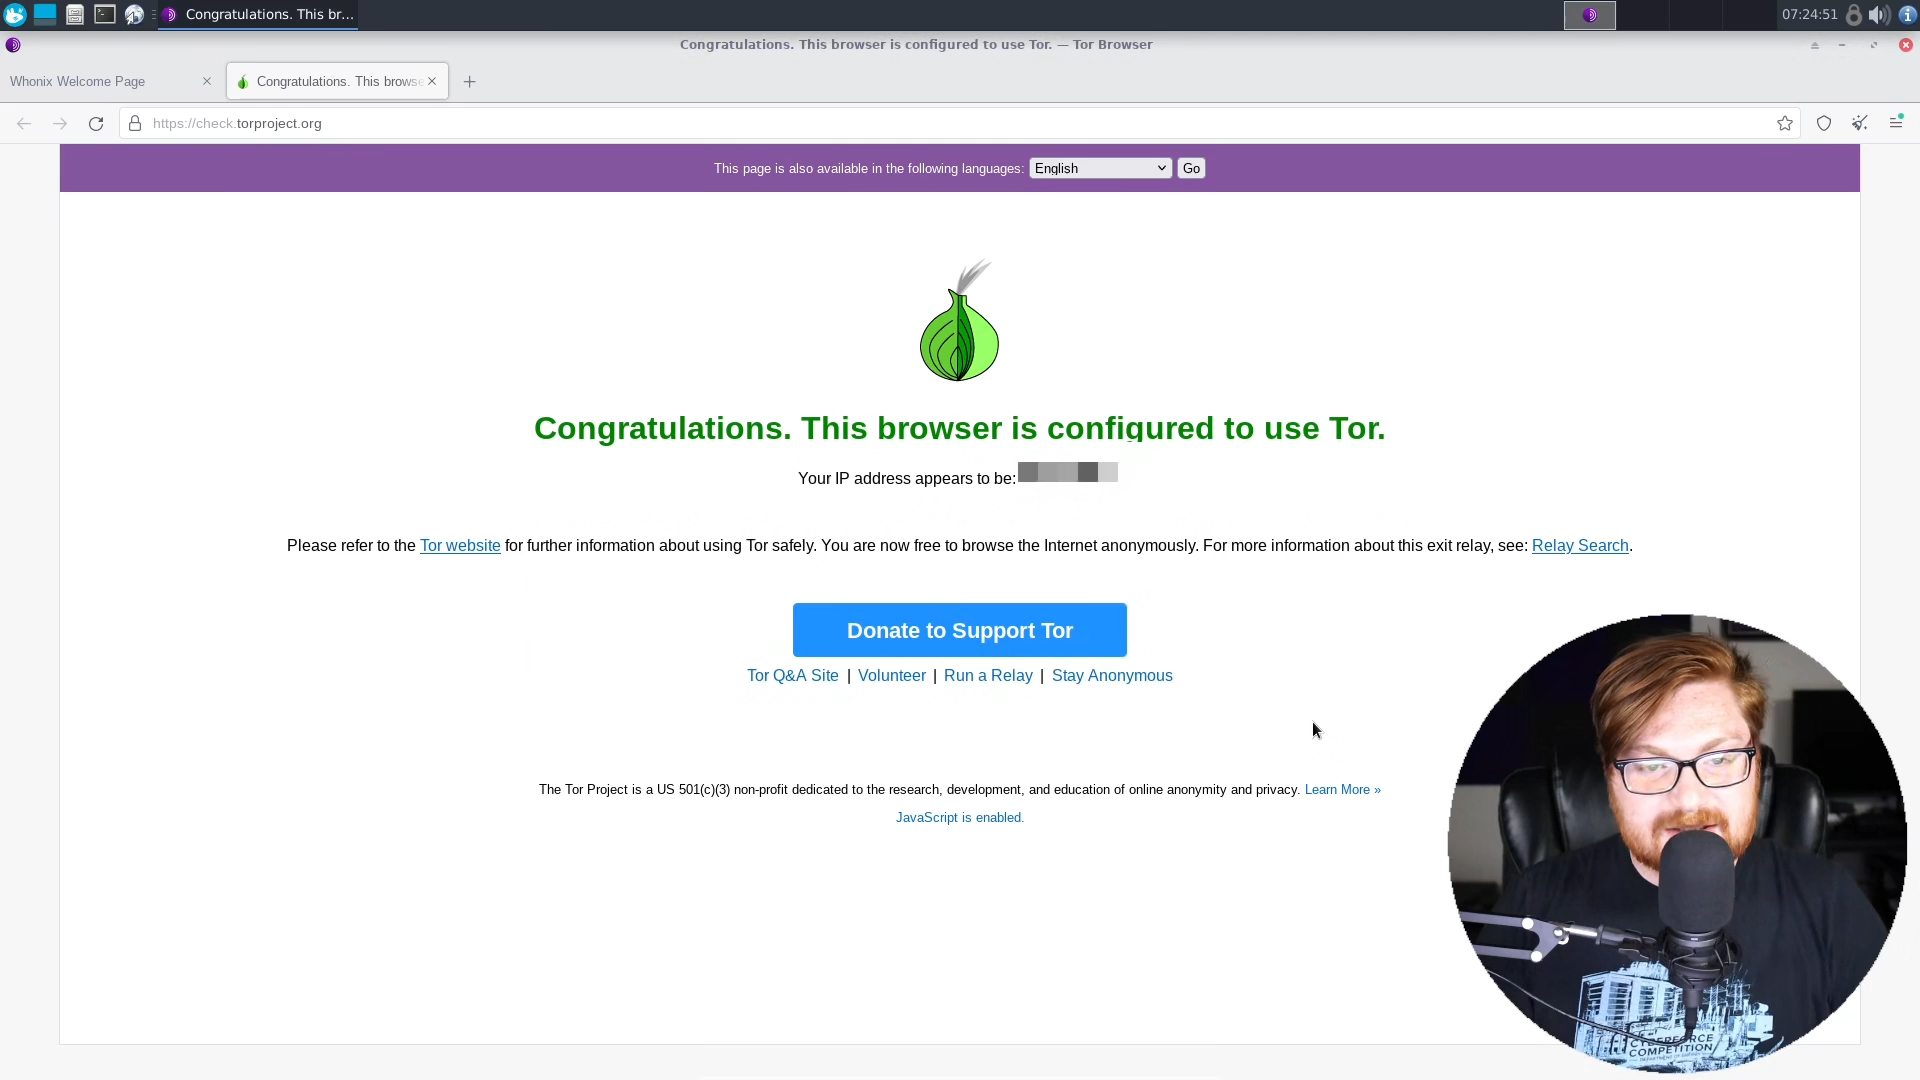 Congratulations. This br...
07:24:51
Congratulations. This browser is configured to use Tor. — Tor Browser
Whonix Welcome Page
Congratulations. This browse
https://check.torproject.org
This page is also available in the following languages: English Go
Congratulations. This browser is configured to use Tor.
Your IP address appears to be:
Please refer to the Tor website for further information about using Tor safely. You are now free to browse the Internet anonymously. For more information about this exit relay, see: Relay Search.
Donate to Support Tor
Tor Q&A Site | Volunteer | Run a Relay | Stay Anonymous
The Tor Project is a US 501(c)(3) non-profit dedicated to the research, development, and education of online anonymity and privacy. Learn More »
JavaScript is enabled.
CYBERFORCE
COMPETITION